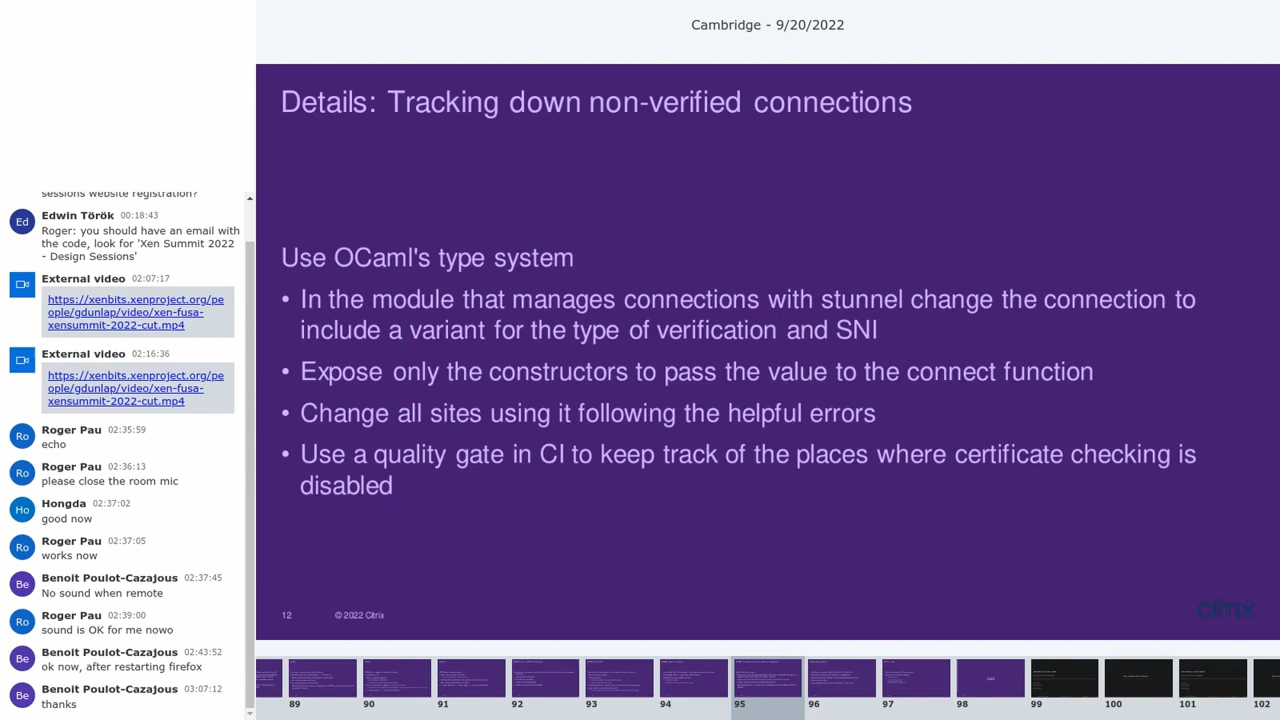 Cambridge - 9/20/2022
sessions website registration?
Ed
Edwin Török 00:18:43
Roger: you should have an email with
the code, look for 'Xen Summit 2022
- Design Sessions'
External video 02:07:17
https://xenbits.xenproject.org/pe
ople/gdunlap/video/xen-fusa-
xensummit-2022-cut.mp4
External video 02:16:36
https://xenbits.xenproject.org/pe
ople/gdunlap/video/xen-fusa-
xensummit-2022-cut.mp4
Ro
Roger Pau 02:35:59
echo
Ro
Roger Pau 02:36:13
please close the room mic
Ho
Hongda 02:37:02
good now
Ro
Roger Pau 02:37:05
works now
Be
Benoit Poulot-Cazajous 02:37:45
No sound when remote
Ro
Roger Pau 02:39:00
sound is OK for me nowo
Be
Benoit Poulot-Cazajous 02:43:52
ok now, after restarting firefox
Be
Benoit Poulot-Cazajous 03:07:12
thanks
Details: Tracking down non-verified connections
Use OCaml's type system
• In the module that manages connections with stunnel change the connection to
include a variant for the type of verification and SNI
• Expose only the constructors to pass the value to the connect function
• Change all sites using it following the helpful errors
• Use a quality gate in CI to keep track of the places where certificate checking is
disabled
12 © 2022 Citrix
citrix
89 90 91 92 93 94 95 96 97 98 99 100 101 102